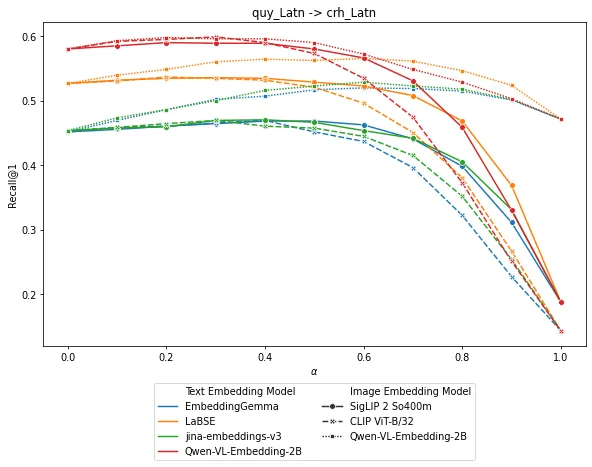 quy_Latn -> crh_Latn
0.6
0.5
0.4
0.3
0.2
Recall@1
0.0 0.2 0.4 0.6 0.8 1.0
α
Text Embedding Model
EmbeddingGemma
LaBSE
jina-embeddings-v3
Qwen-VL-Embedding-2B
Image Embedding Model
SigLIP 2 So400m
CLIP ViT-B/32
Qwen-VL-Embedding-2B